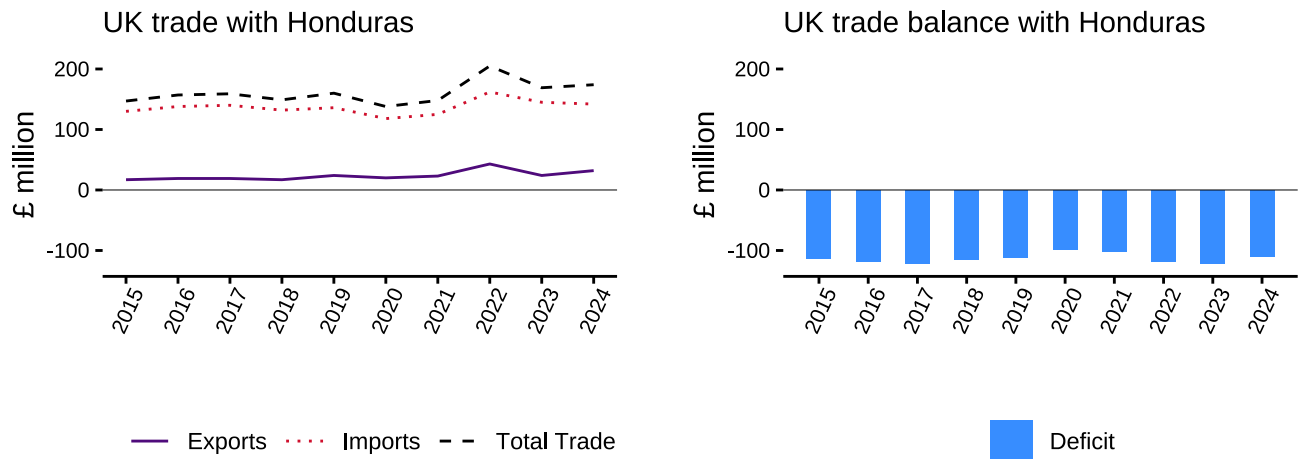 UK trade with Honduras
£ million
200
100
0
-100
2015 2016 2017 2018 2019 2020 2021 2022 2023 2024
Exports Imports Total Trade
UK trade balance with Honduras
£ million
200
100
0
-100
2015 2016 2017 2018 2019 2020 2021 2022 2023 2024
Deficit